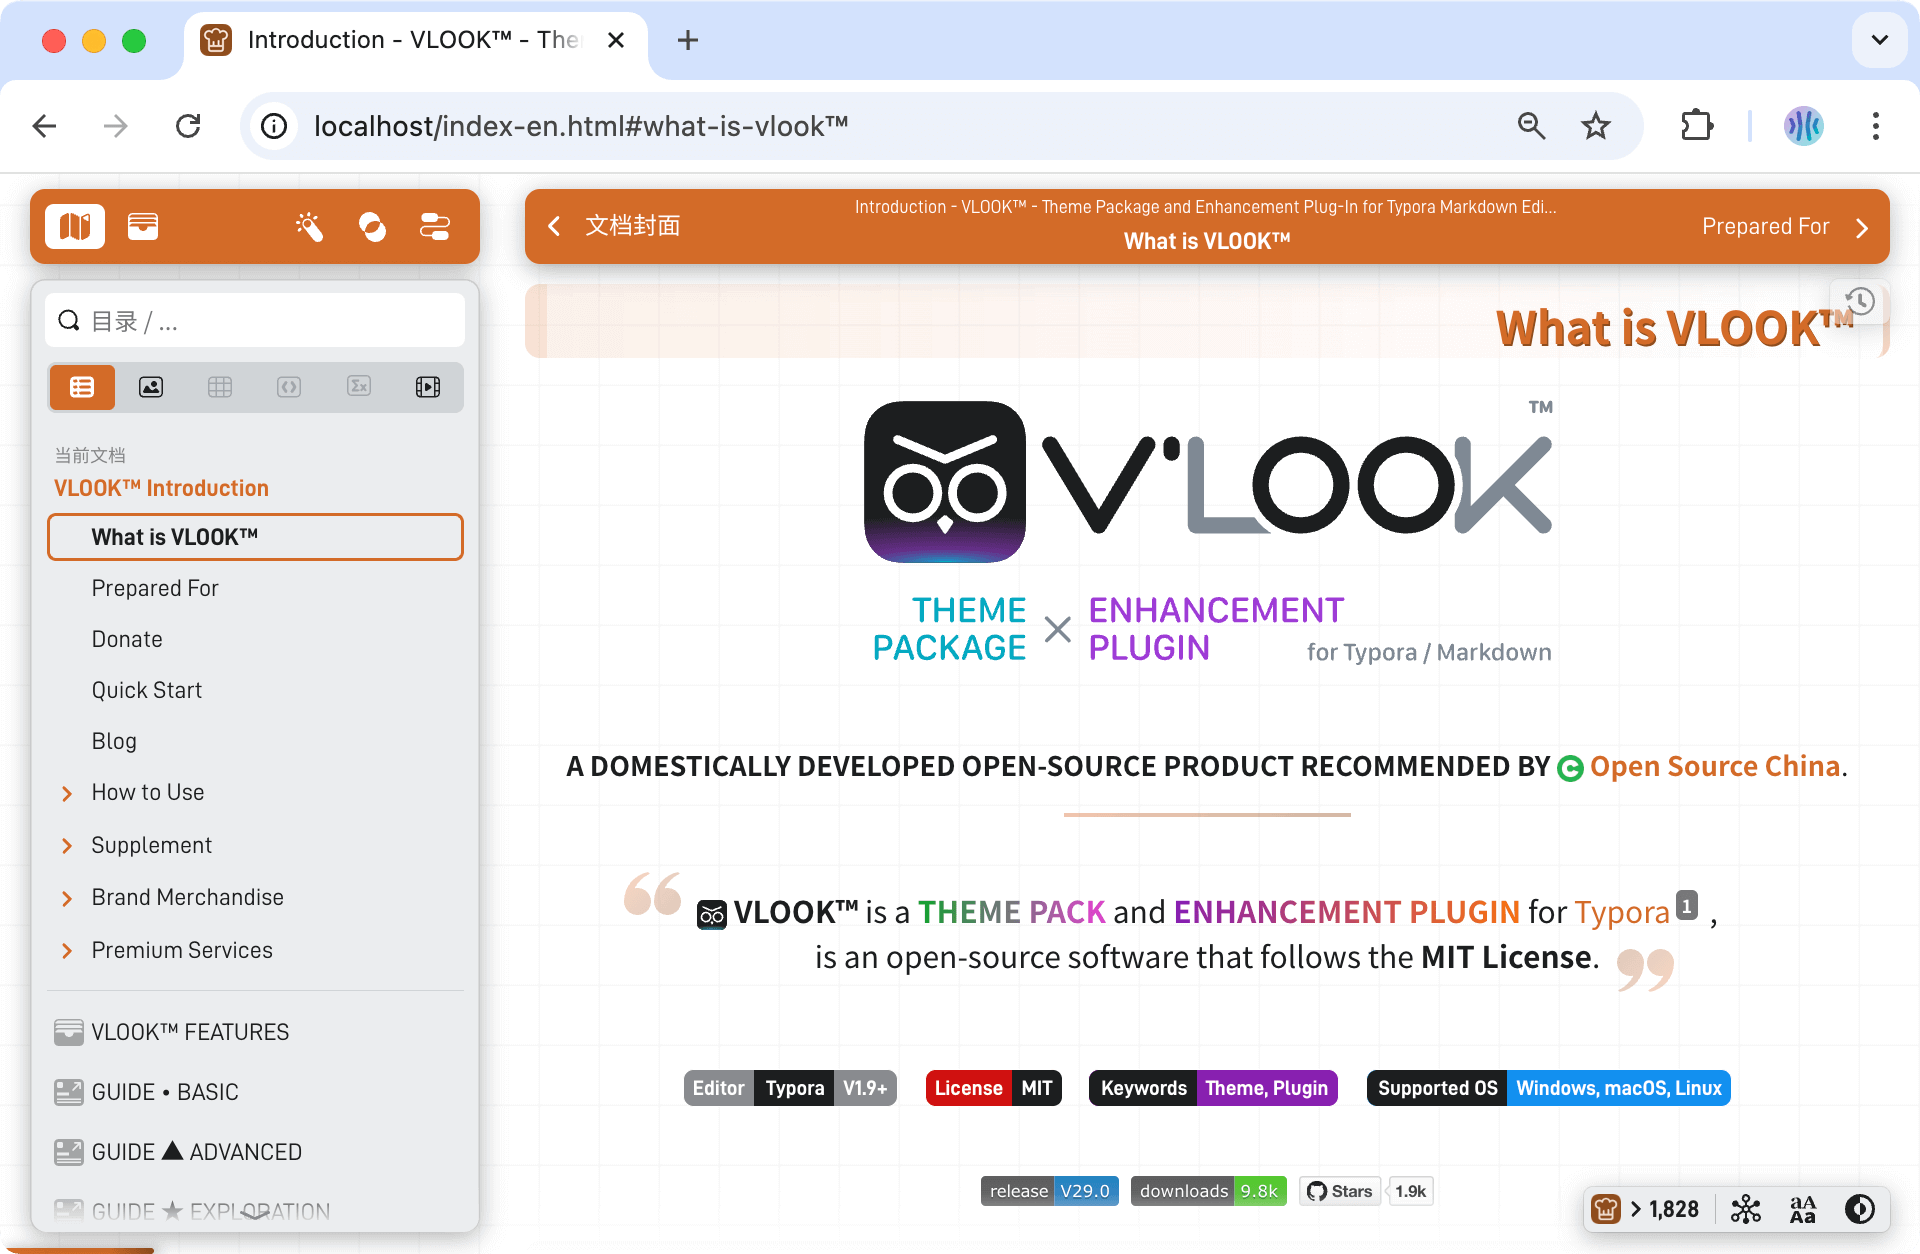 Introduction - VLOOK™ - The
localhost/index-en.html#what-is-vlook™
文档封面
Introduction - VLOOK™ - Theme Package and Enhancement Plug-In for Typora Markdown Edi...
What is VLOOK™
Prepared For
目录 / ...
当前文档
VLOOK™ Introduction
What is VLOOK™
Prepared For
Donate
Quick Start
Blog
How to Use
Supplement
Brand Merchandise
Premium Services
VLOOK™ FEATURES
GUIDE • BASIC
GUIDE ▲ ADVANCED
GUIDE ★ EXPLORATION
What is VLOOK™
V'LOOK™
THEME PACKAGE × ENHANCEMENT PLUGIN
for Typora / Markdown
A DOMESTICALLY DEVELOPED OPEN-SOURCE PRODUCT RECOMMENDED BY Open Source China.
“ VLOOK™ is a THEME PACK and ENHANCEMENT PLUGIN for Typora 1 ,
is an open-source software that follows the MIT License. ”
Editor Typora V1.9+ License MIT Keywords Theme, Plugin Supported OS Windows, macOS, Linux
release V29.0 downloads 9.8k Stars 1.9k
> 1,828 aA Aa